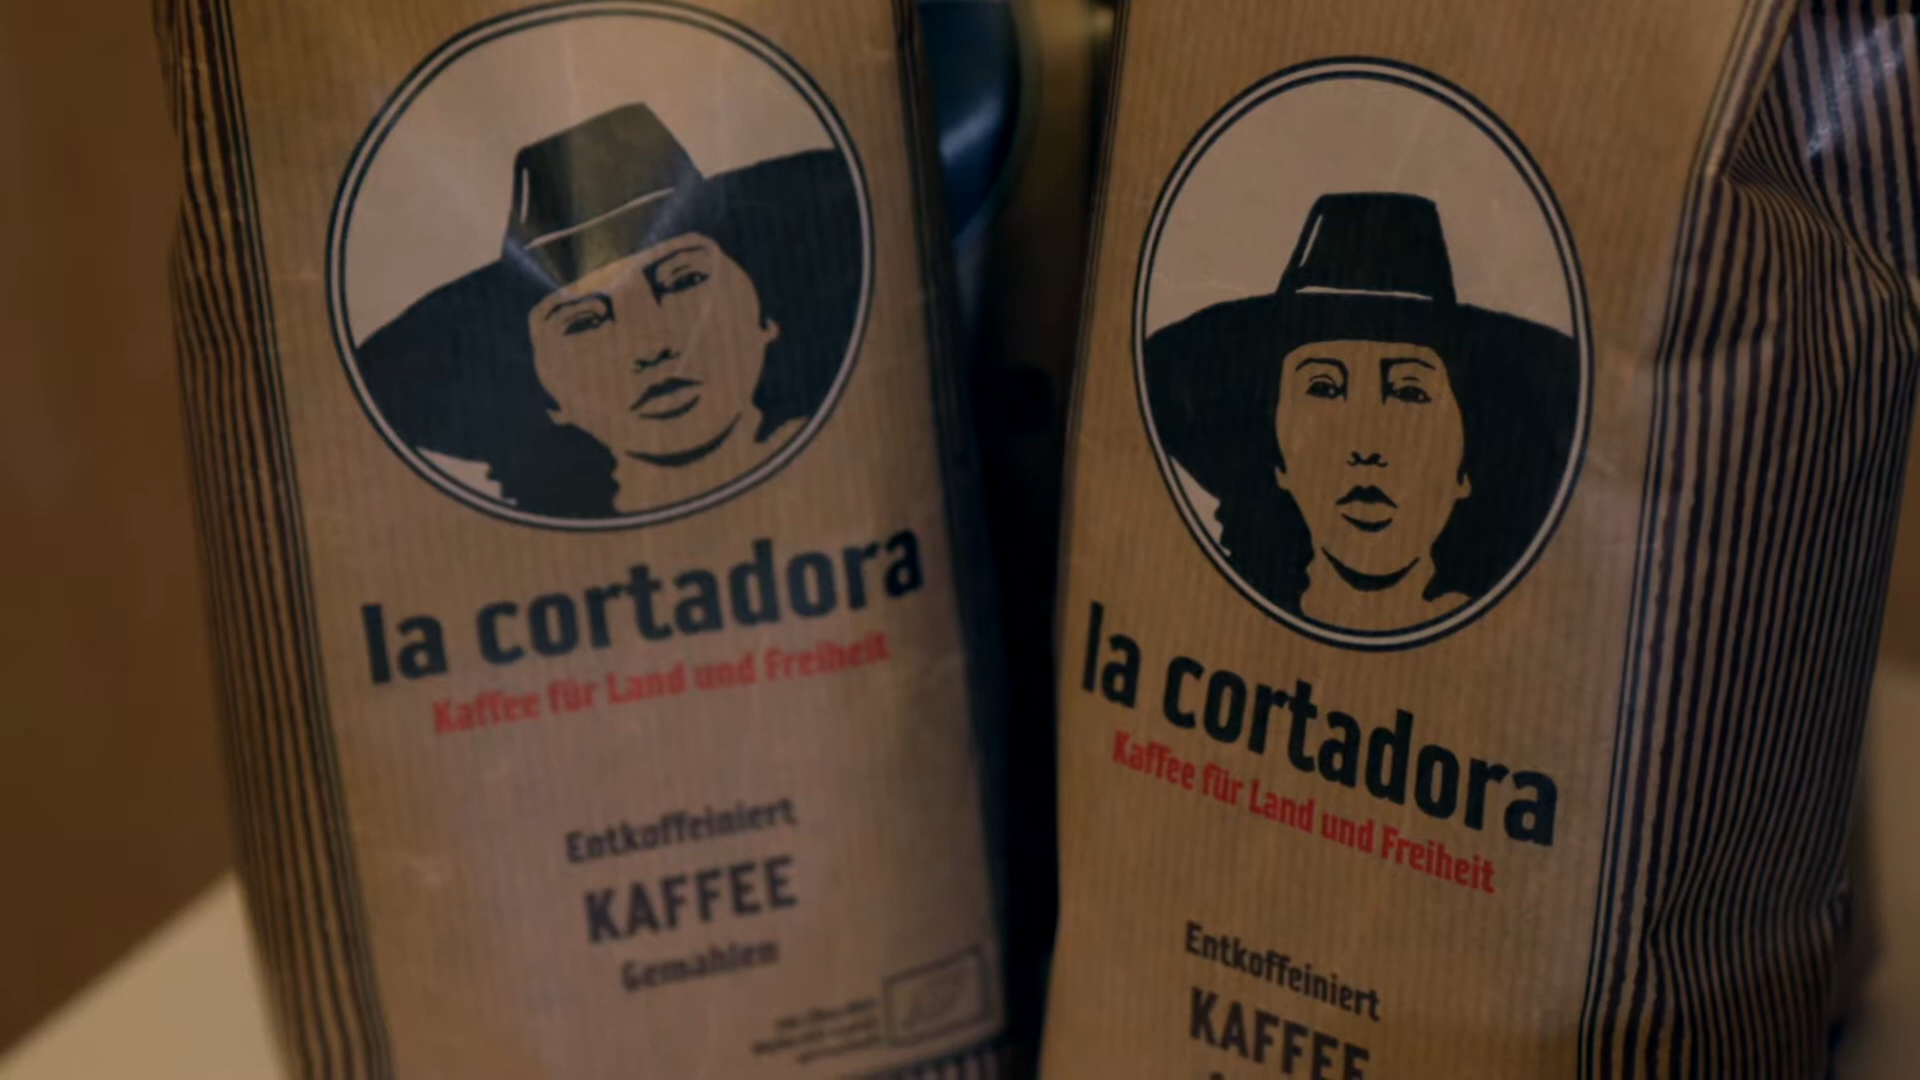 la cortadora
Kaffee für Land und Freiheit
Entkoffeiniert
KAFFEE
Gemahlen
la cortadora
Kaffee für Land und Freiheit
Entkoffeiniert
KAFFEE